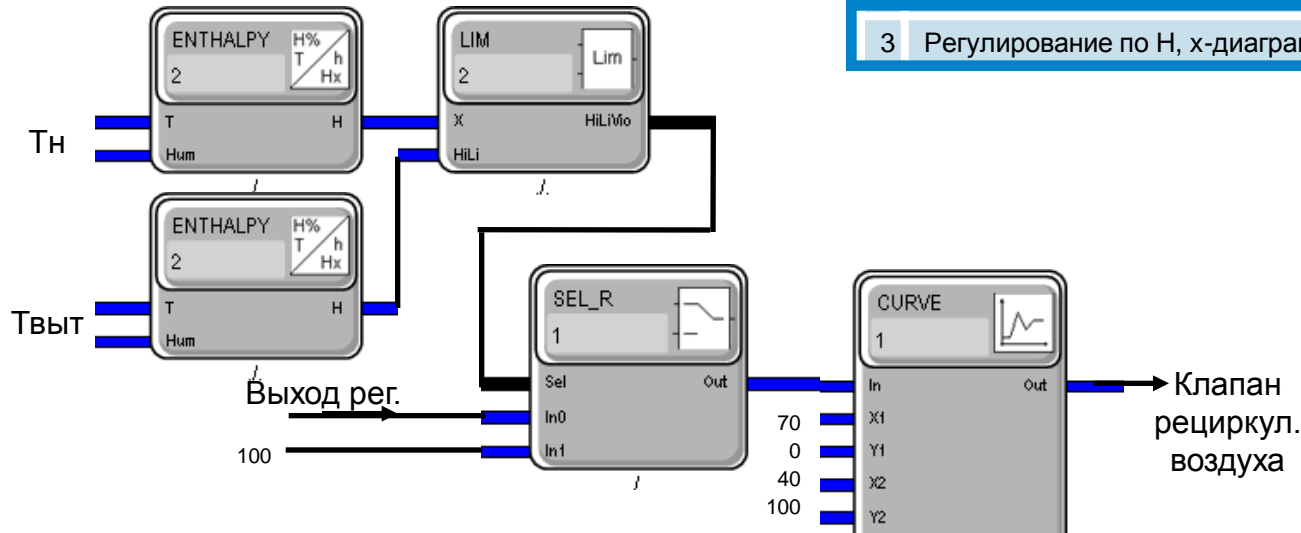 3 Регулирование по H, x-диагра
ENTHALPY
H%
T
h
Hx
2
T H
Hum
Тн
LIM
Lim
2
X HiLiVio
HiLi
ENTHALPY
H%
T
h
Hx
2
T H
Hum
Твыт
SEL_R
1
Sel Out
In0
In1
Выход рег.
100
CURVE
1
In Out
X1
Y1
X2
Y2
70
0
40
100
Клапан
рециркул.
воздуха